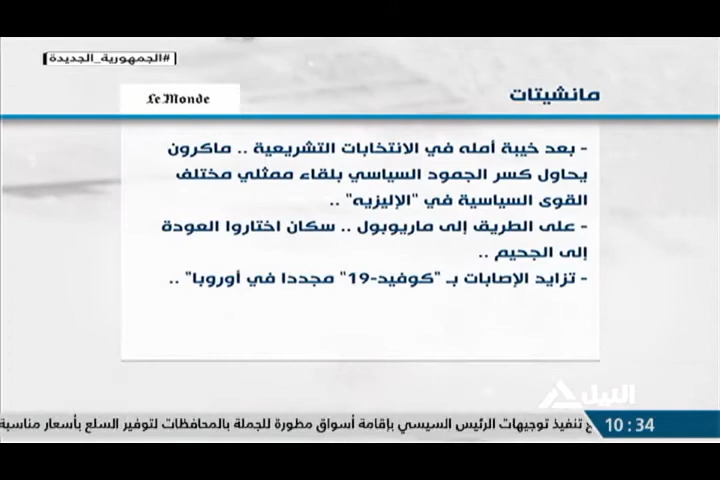 #الجمهورية_الجديدة
مانشيتات
Le Monde
- بعد خيبة أمله في الانتخابات التشريعية .. ماكرون
يحاول كسر الجمود السياسي بلقاء ممثلي مختلف
القوى السياسية في "الإليزيه" ..
- على الطريق إلى ماريوبول .. سكان اختاروا العودة
إلى الجحيم ..
- تزايد الإصابات بـ "كوفيد-19" مجددا في أوروبا" ..
النيل
10 : 34
تنفيذ توجيهات الرئيس السيسي بإقامة أسواق مطورة للجملة بالمحافظات لتوفير السلع بأسعار مناسبة